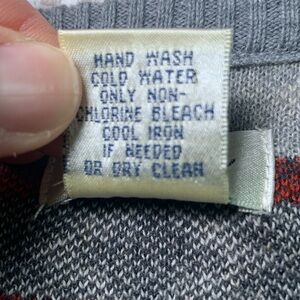 HAND WASH
COLD WATER
ONLY NON-
CHLORINE BLEACH
COOL IRON
IF NEEDED
OR DRY CLEAN